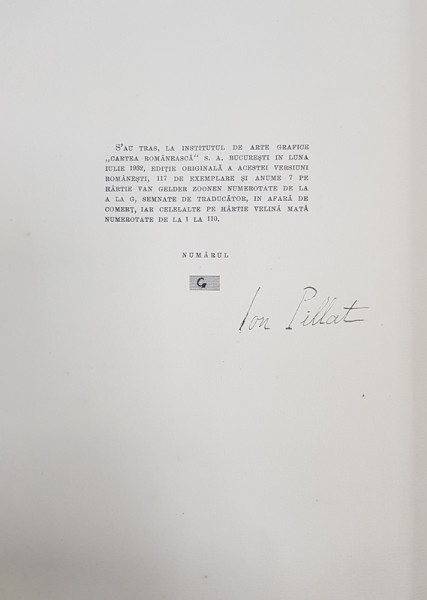 S'AU TRAS, LA INSTITUTUL DE ARTE GRAFICE
„CARTEA ROMÂNEASCĂ" S. A. BUCUREȘTI IN LUNA
IULIE 1932, EDIȚIE ORIGINALĂ A ACESTEI VERSIUNI
ROMÂNEȘTI, 117 DE EXEMPLARE ȘI ANUME 7 PE
HÂRTIE VAN GELDER ZOONEN NUMEROTATE DE LA
A LA G, SEMNATE DE TRADUCĂTOR, IN AFARĂ DE
COMERȚ, IAR CELELALTE PE HÂRTIE VELINĂ MATĂ
NUMEROTATE DE LA 1 LA 110.
NUMĂRUL
G
Ion Pillat